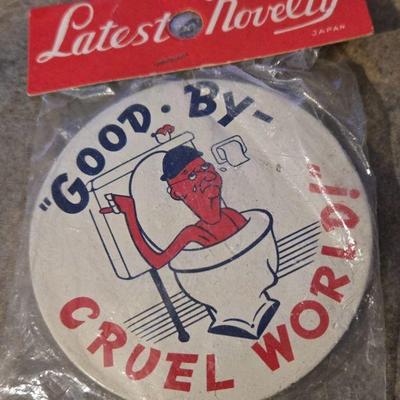 Latest Novelty
JAPAN
"GOOD·BY-
CRUEL WORLD!"